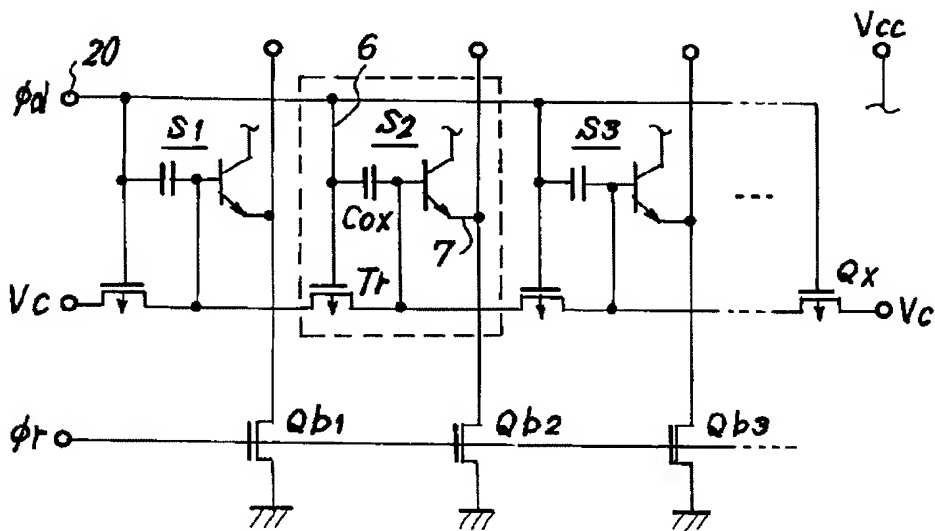 Vcc
20
6
φd
S1
S2
S3
Cox
7
Tr
Qx
Vc
Vc
Qb1
Qb2
Qb3
φr